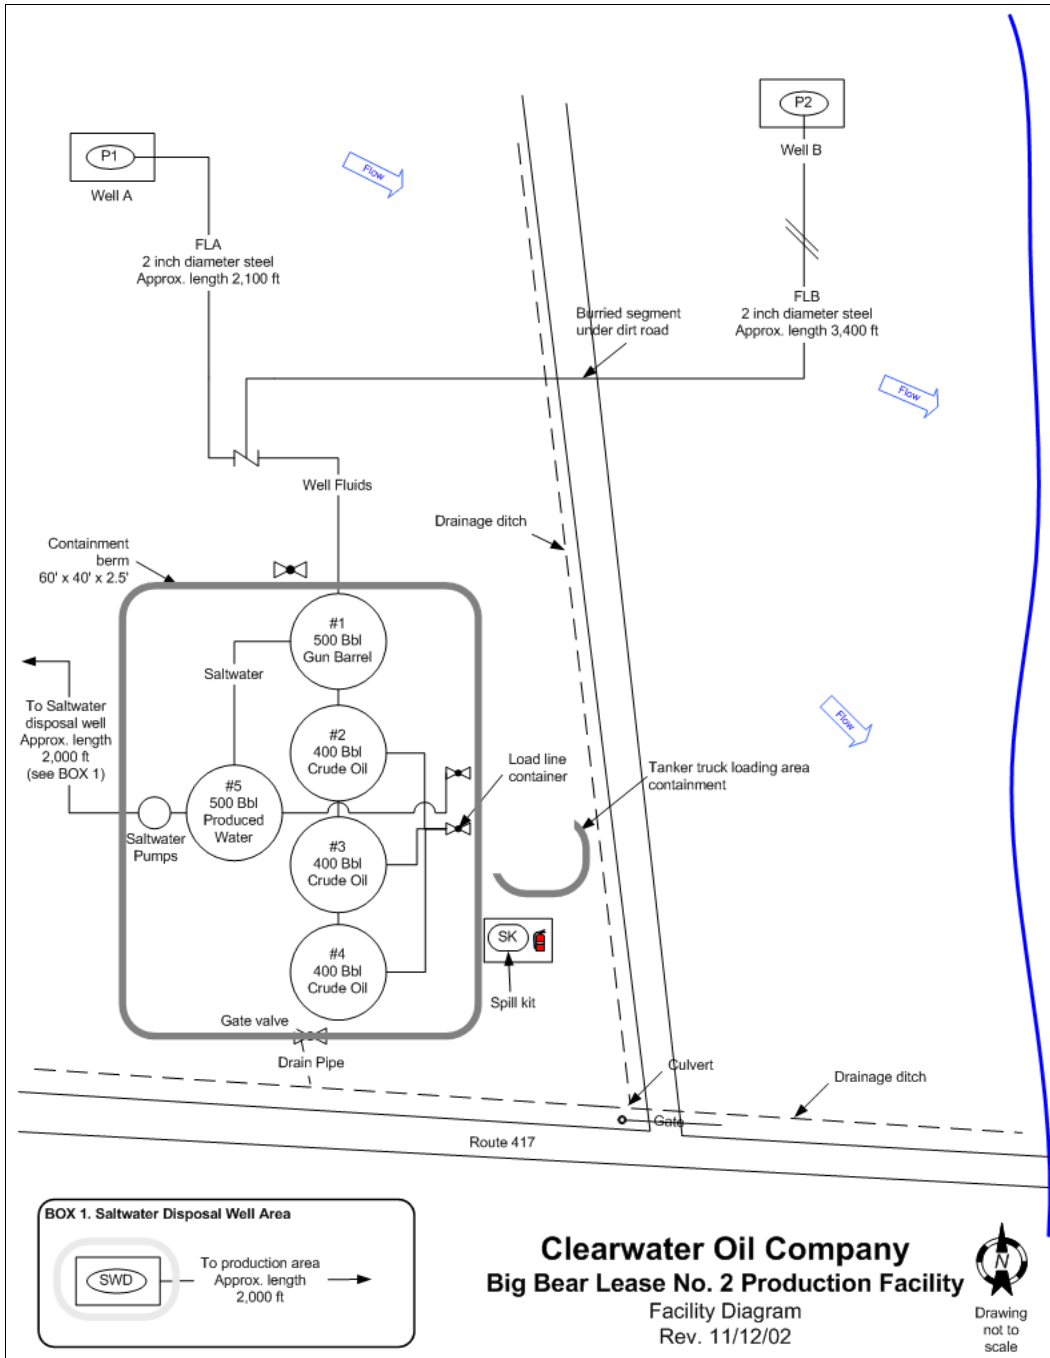 P1
Well A
Flow
P2
Well B
FLA
2 inch diameter steel
Approx. length 2,100 ft
FLB
2 inch diameter steel
Approx. length 3,400 ft
Burried segment
under dirt road
Flow
Well Fluids
Drainage ditch
Containment
berm
60' x 40' x 2.5'
#1
500 Bbl
Gun Barrel
Saltwater
To Saltwater
disposal well
Approx. length
2,000 ft
(see BOX 1)
#2
400 Bbl
Crude Oil
Load line
container
Tanker truck loading area
containment
Flow
#5
500 Bbl
Produced
Water
Saltwater
Pumps
#3
400 Bbl
Crude Oil
#4
400 Bbl
Crude Oil
SK
Spill kit
Gate valve
Drain Pipe
Culvert
Drainage ditch
Gate
Route 417
BOX 1. Saltwater Disposal Well Area
SWD
To production area
Approx. length
2,000 ft
Clearwater Oil Company
Big Bear Lease No. 2 Production Facility
Facility Diagram
Rev. 11/12/02
N
Drawing
not to
scale